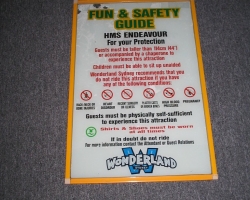 FUN & SAFETY
GUIDE
HMS ENDEAVOUR
For your Protection
Guests must be taller than
or accompanied by a chaperone to
experience this attraction
Children must be able to sit up unaided
Wonderland Sydney recommends that you
do not ride this attraction if you have
any of the following
HIGH BLOOD PRESSURE
PREGNANCY
Guests must be physically self-sufficient
to experience this attraction
Shirts & Shoes must be worn
at all times
If in doubt do not ride
For more information contact the Attendant or Guest Relations
WONDERLAND